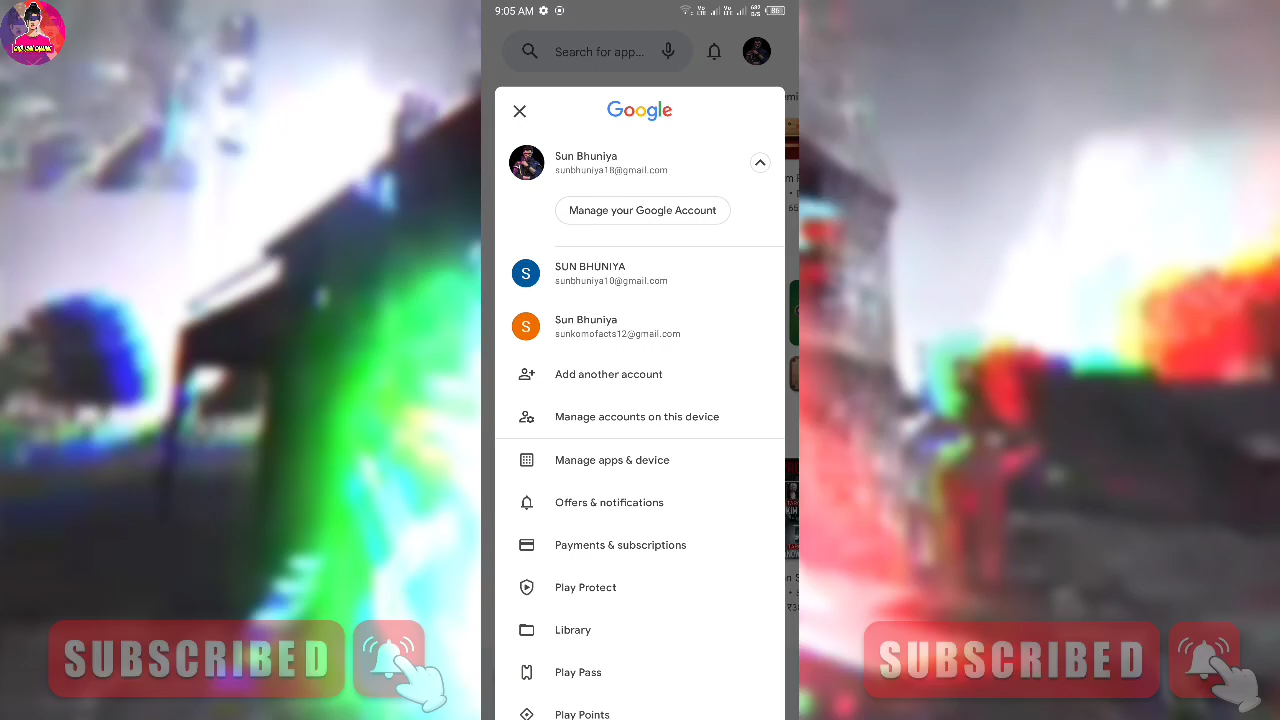 9:05 AM
Search for app...
Google
Sun Bhuniya
sunbhuniya18@gmail.com
Manage your Google Account
S
SUN BHUNIYA
sunbhuniya10@gmail.com
S
Sun Bhuniya
sunkomofacts12@gmail.com
Add another account
Manage accounts on this device
Manage apps & device
Offers & notifications
Payments & subscriptions
Play Protect
Library
Play Pass
Play Points
SUBSCRIBED
SUBSCRIBED